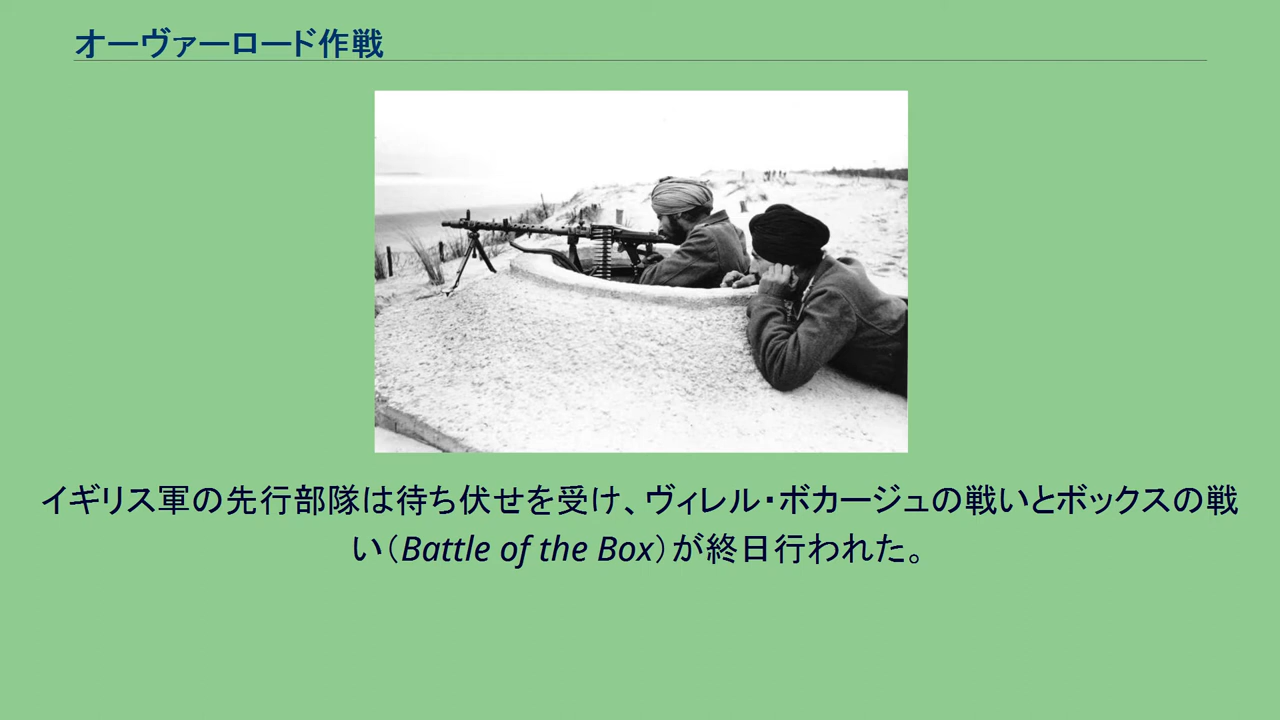 オーヴァーロード作戦
イギリス軍の先行部隊は待ち伏せを受け、ヴィレル・ボカージュの戦いとボックスの戦
い（Battle of the Box）が終日行われた。